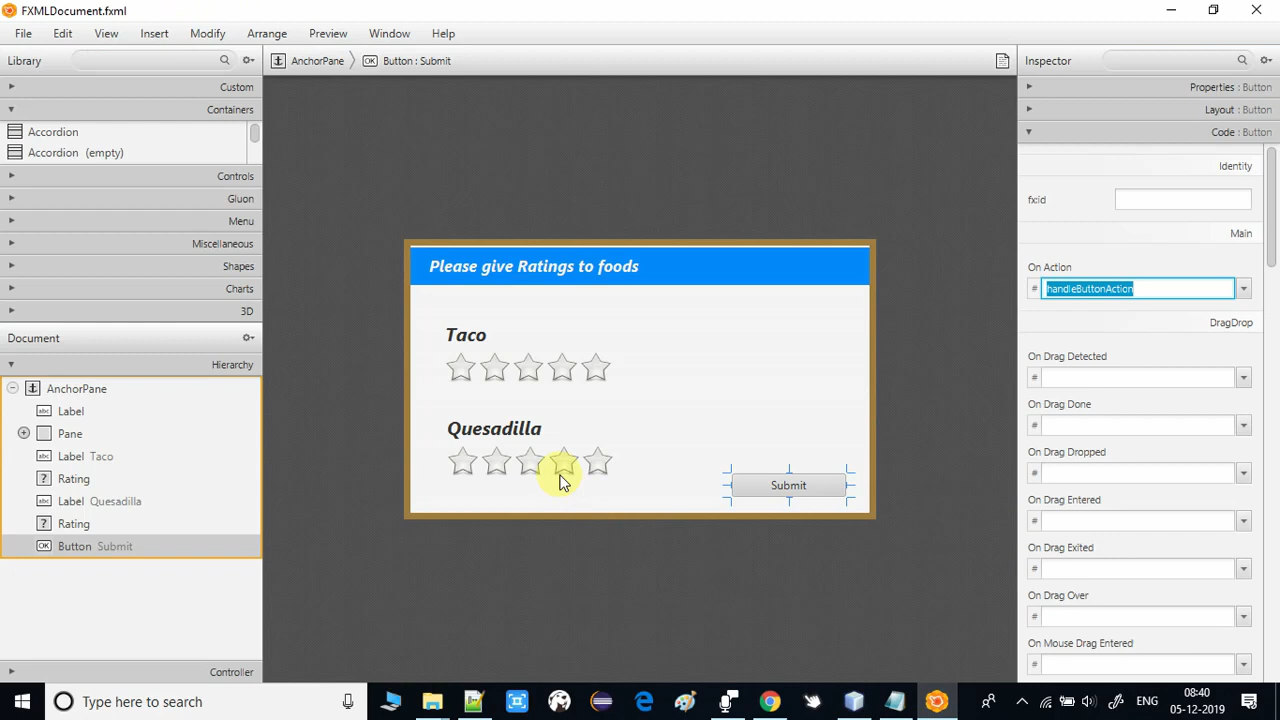 FXMLDocument.fxml
File Edit View Insert Modify Arrange Preview Window Help
Library
AnchorPane
OK Button : Submit
Inspector
Custom
Containers
Accordion
Accordion (empty)
Controls
Gluon
Menu
Miscellaneous
Shapes
Charts
3D
Document
Hierarchy
AnchorPane
abc Label
Pane
abc Label Taco
? Rating
abc Label Quesadilla
? Rating
OK Button Submit
Controller
Please give Ratings to foods
Taco
Quesadilla
Submit
Properties : Button
Layout : Button
Code : Button
Identity
fx:id
Main
On Action
# handleButtonAction
DragDrop
On Drag Detected
#
On Drag Done
#
On Drag Dropped
#
On Drag Entered
#
On Drag Exited
#
On Drag Over
#
On Mouse Drag Entered
#
Type here to search
ENG
08:40
05-12-2019